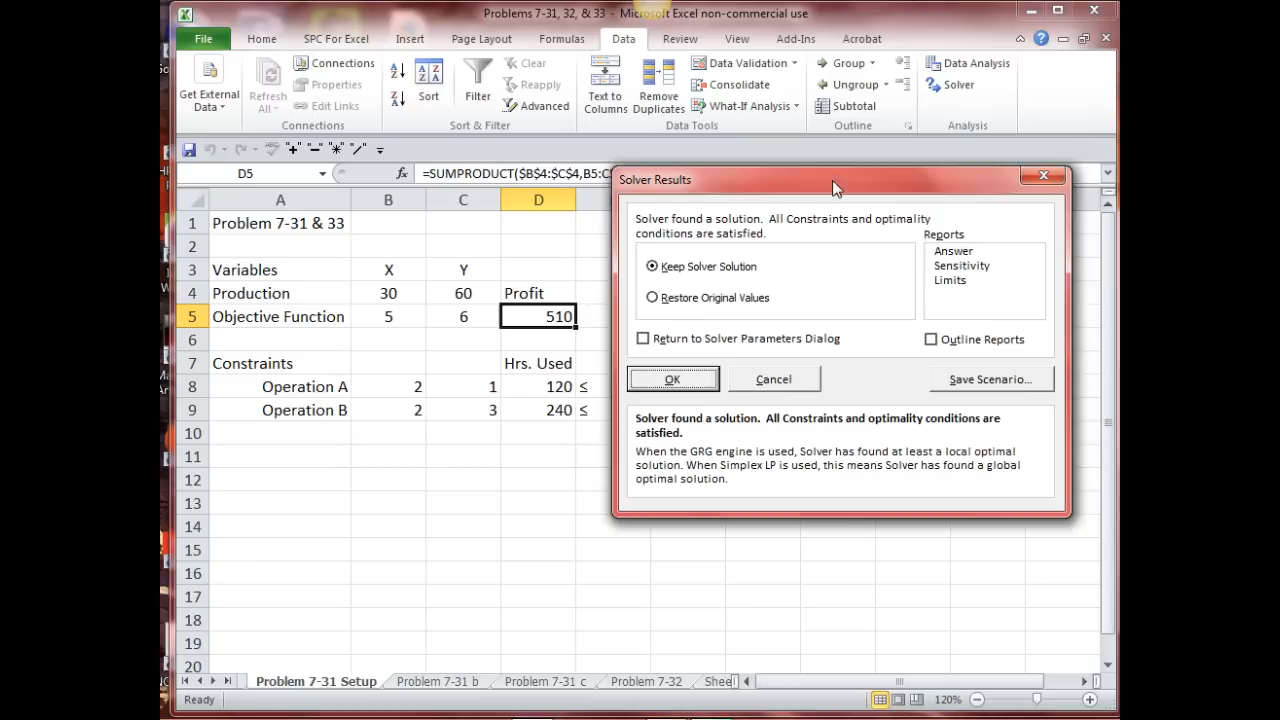 Problems 7-31, 32, & 33 - Microsoft Excel non-commercial use
File Home SPC For Excel Insert Page Layout Formulas Data Review View Add-Ins Acrobat
Get External Data
Connections
Refresh All
Properties
Edit Links
Connections
Sort
Filter
Clear
Reapply
Advanced
Sort & Filter
Text to Columns
Remove Duplicates
Data Validation
Consolidate
What-If Analysis
Data Tools
Group
Ungroup
Subtotal
Outline
Data Analysis
Solver
Analysis
D5 fx =SUMPRODUCT($B$4:$C$4,B5:C
A B C D
1 Problem 7-31 & 33
2
3 Variables X Y
4 Production 30 60 Profit
5 Objective Function 5 6 510
6
7 Constraints Hrs. Used
8 Operation A 2 1 120 ≤
9 Operation B 2 3 240 ≤
10
11
12
13
14
15
16
17
18
19
20
Solver Results
Solver found a solution. All Constraints and optimality
conditions are satisfied.
Reports
Keep Solver Solution
Restore Original Values
Answer
Sensitivity
Limits
Return to Solver Parameters Dialog
Outline Reports
OK Cancel Save Scenario...
Solver found a solution. All Constraints and optimality conditions are
satisfied.
When the GRG engine is used, Solver has found at least a local optimal
solution. When Simplex LP is used, this means Solver has found a global
optimal solution.
Problem 7-31 Setup Problem 7-31 b Problem 7-31 c Problem 7-32 Shee
Ready 120%